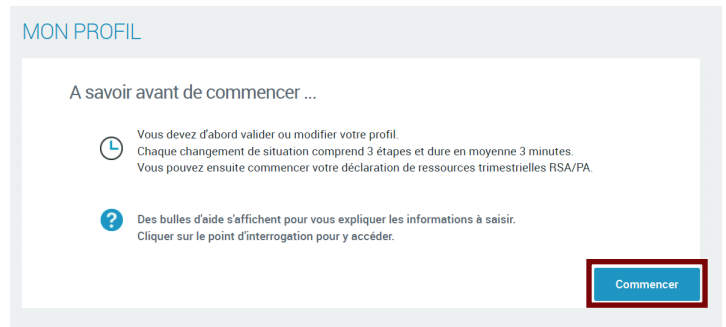 MON PROFIL
A savoir avant de commencer ...
Vous devez d'abord valider ou modifier votre profil.
Chaque changement de situation comprend 3 étapes et dure en moyenne 3 minutes.
Vous pouvez ensuite commencer votre déclaration de ressources trimestrielles RSA/PA.
?
Des bulles d'aide s'affichent pour vous expliquer les informations à saisir.
Cliquer sur le point d'interrogation pour y accéder.
Commencer